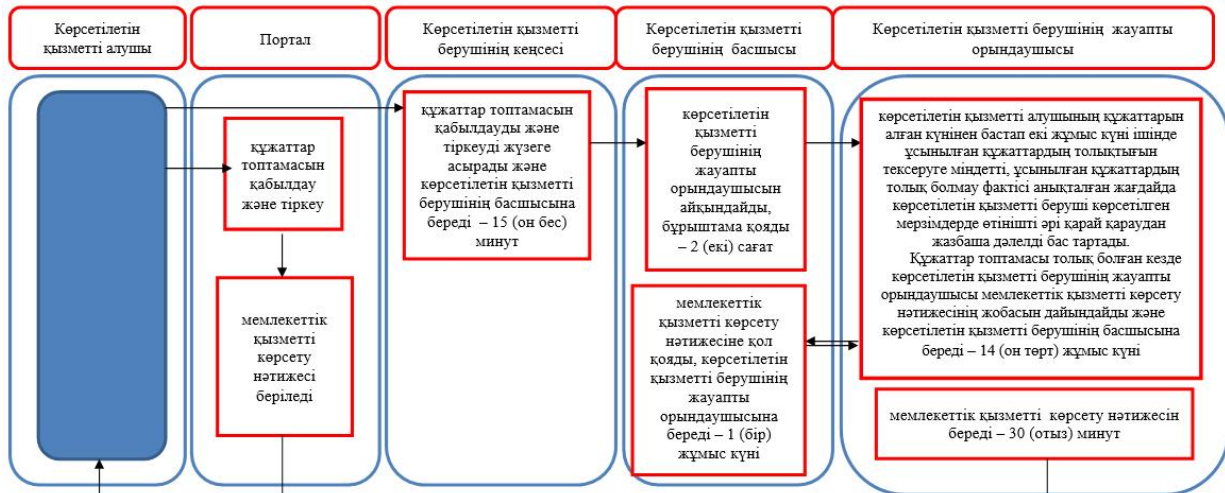 Көрсетілетін
қызметті алушы
Портал
Көрсетілетін қызметті
берушінің кеңсесі
Көрсетілетін қызметті
берушінің басшысы
Көрсетілетін қызметті берушінің жауапты
орындаушысы
құжаттар
топтамасын
қабылдау
және тіркеу
мемлекеттік
қызметті
көрсету
нәтижесі
беріледі
құжаттар топтамасын
қабылдауды және
тіркеуді жүзеге
асырады және
көрсетілетін қызметті
берушінің басшысына
береді – 15 (он бес)
минут
көрсетілетін
қызметті
берушінің
жауапты
орындаушысын
айқындайды,
бұрыштама қояды
– 2 (екі) сағат
мемлекеттік
қызметті көрсету
нәтижесіне қол
қояды, көрсетілетін
қызметті берушінің
жауапты
орындаушысына
береді – 1 (бір)
жұмыс күні
көрсетілетін қызметті алушының құжаттарын
алған күнінен бастап екі жұмыс күні ішінде
ұсынылған құжаттардың толықтығын
тексеруге міндетті, ұсынылған құжаттардың
толық болмау фактісі анықталған жағдайда
көрсетілетін қызметті беруші көрсетілген
мерзімдерде өтінішті әрі қарай қараудан
жазбаша дәлелді бас тартады.
Құжаттар топтамасы толық болған кезде
көрсетілетін қызметті берушінің жауапты
орындаушысы мемлекеттік қызметті көрсету
нәтижесінің жобасын дайындайды және
көрсетілетін қызметті берушінің басшысына
береді – 14 (он төрт) жұмыс күні
мемлекеттік қызметті көрсету нәтижесін
береді – 30 (отыз) минут